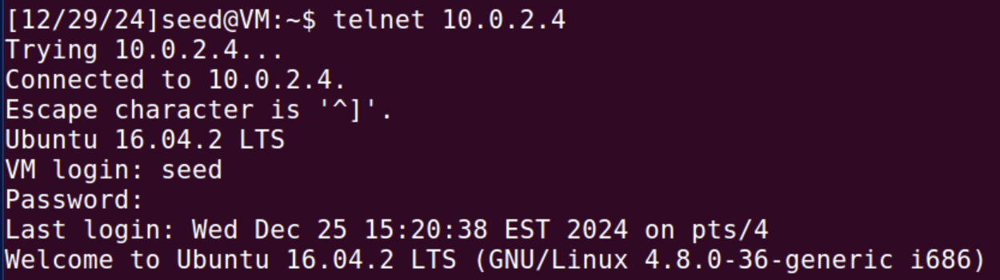 [12/29/24]seed@VM:~$ telnet 10.0.2.4
Trying 10.0.2.4...
Connected to 10.0.2.4.
Escape character is '^]'.
Ubuntu 16.04.2 LTS
VM login: seed
Password:
Last login: Wed Dec 25 15:20:38 EST 2024 on pts/4
Welcome to Ubuntu 16.04.2 LTS (GNU/Linux 4.8.0-36-generic i686)